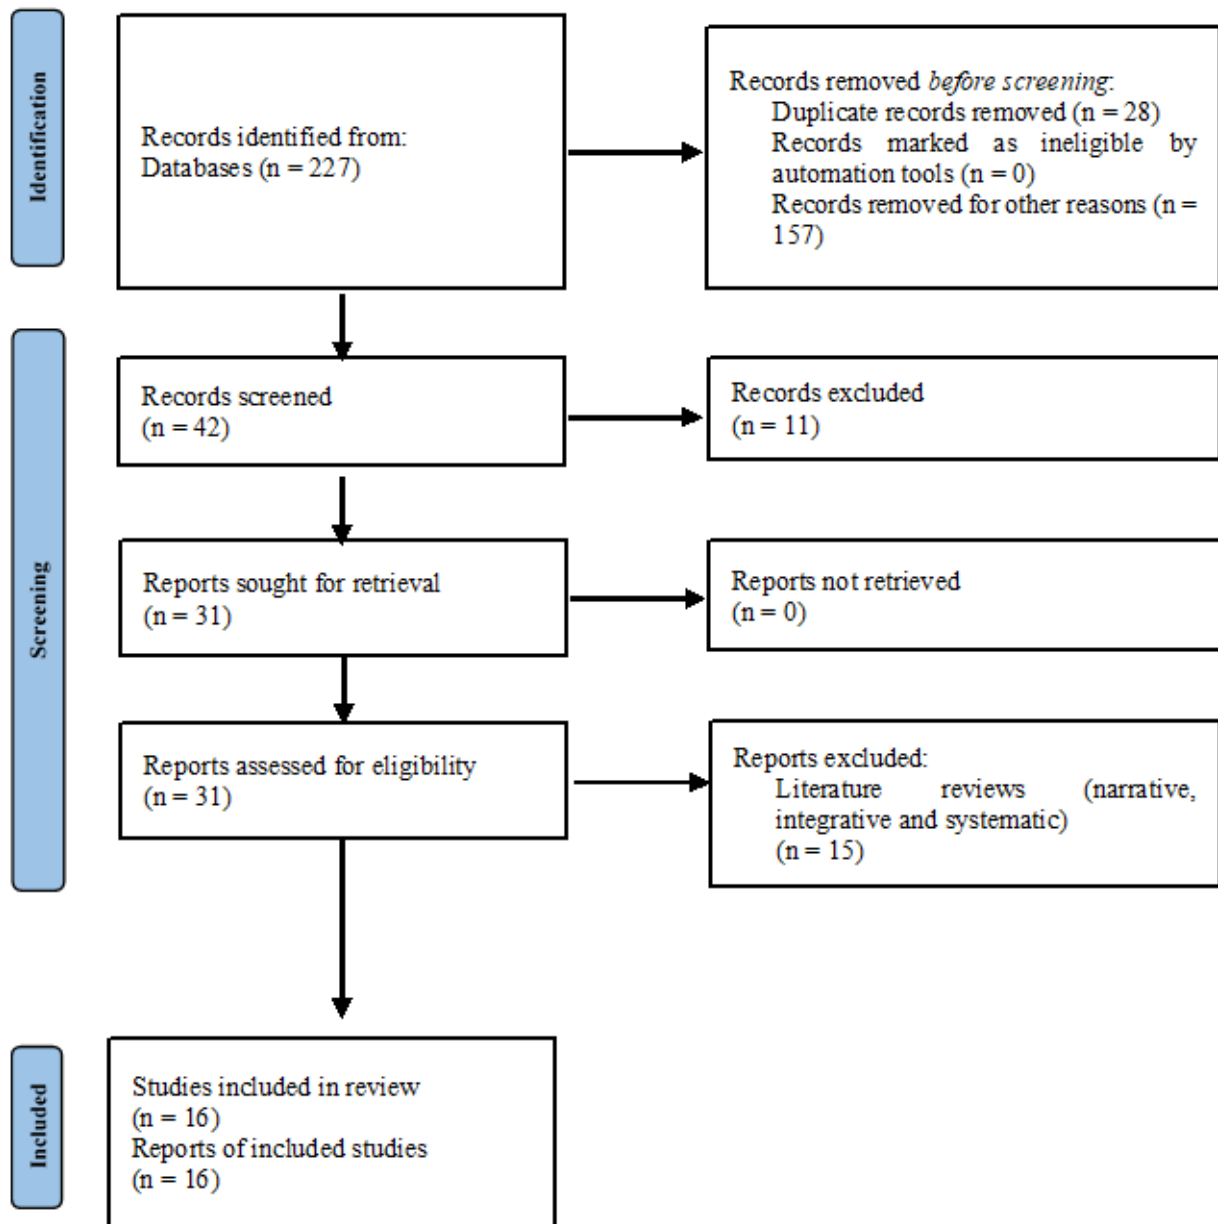 Identification
Records identified from:
Databases (n = 227)
Records removed before screening:
Duplicate records removed (n = 28)
Records marked as ineligible by
automation tools (n = 0)
Records removed for other reasons (n =
157)
Screening
Records screened
(n = 42)
Records excluded
(n = 11)
Reports sought for retrieval
(n = 31)
Reports not retrieved
(n = 0)
Reports assessed for eligibility
(n = 31)
Reports excluded:
Literature reviews (narrative,
integrative and systematic)
(n = 15)
Included
Studies included in review
(n = 16)
Reports of included studies
(n = 16)